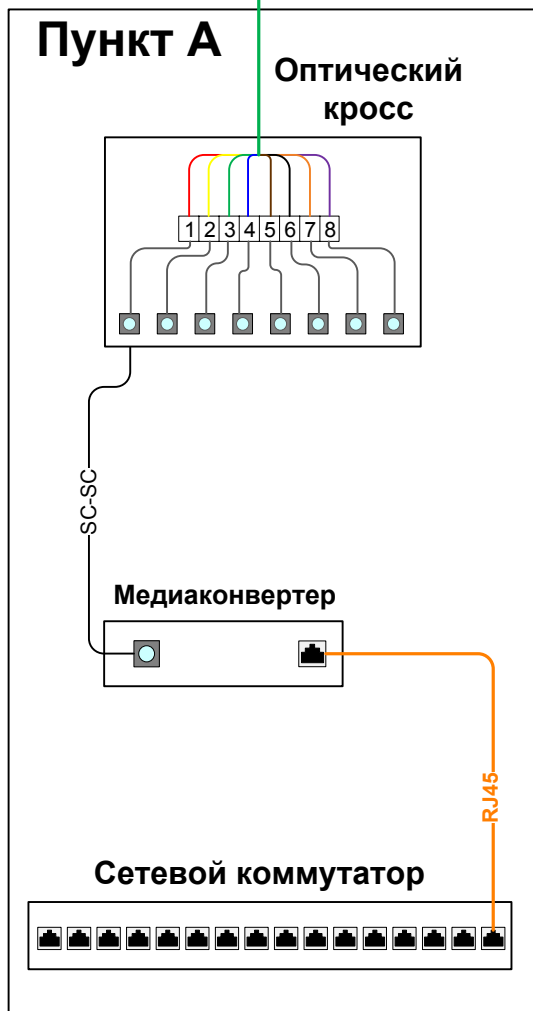 Пункт А
Оптический
кросс
1 2 3 4 5 6 7 8
SC-SC
Медиаконвертер
RJ45
Сетевой коммутатор